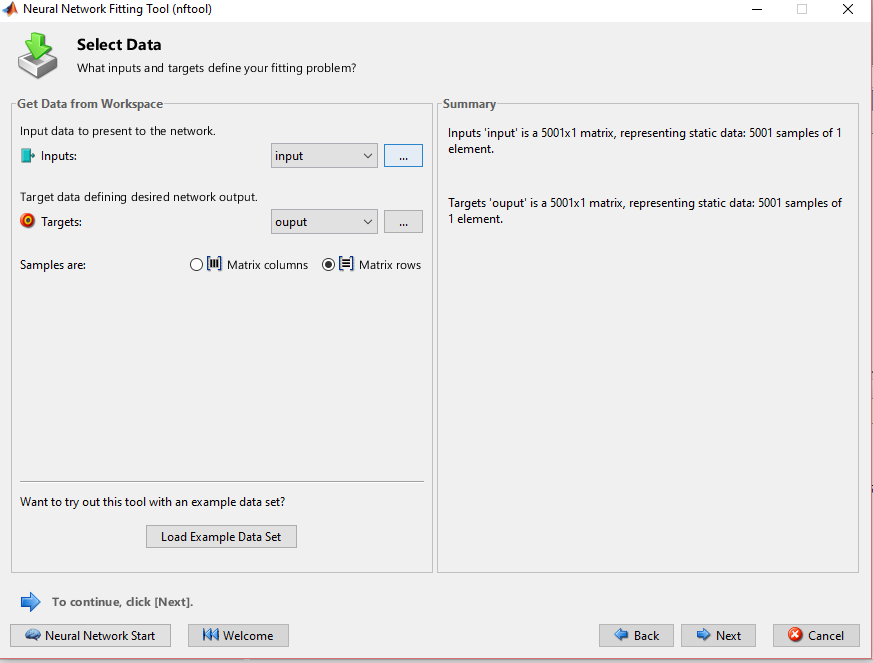 Neural Network Fitting Tool (nftool)
Select Data
What inputs and targets define your fitting problem?
Get Data from Workspace
Input data to present to the network.
Inputs:
input
...
Target data defining desired network output.
Targets:
ouput
...
Samples are:
Matrix columns
Matrix rows
Want to try out this tool with an example data set?
Load Example Data Set
Summary
Inputs 'input' is a 5001x1 matrix, representing static data: 5001 samples of 1
element.
Targets 'ouput' is a 5001x1 matrix, representing static data: 5001 samples of
1 element.
To continue, click [Next].
Neural Network Start
Welcome
Back
Next
Cancel